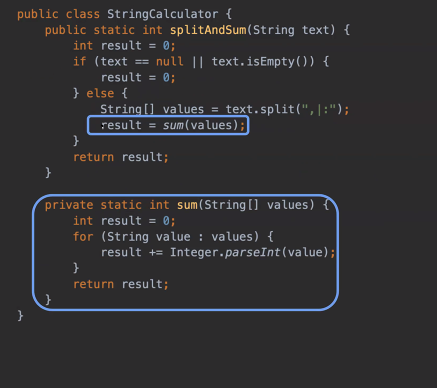 public class StringCalculator {
    public static int splitAndSum(String text) {
        int result = 0;
        if (text == null || text.isEmpty()) {
            result = 0;
        } else {
            String[] values = text.split(",|:");
            result = sum(values);
        }
        return result;
    }

    private static int sum(String[] values) {
        int result = 0;
        for (String value : values) {
            result += Integer.parseInt(value);
        }
        return result;
    }
}